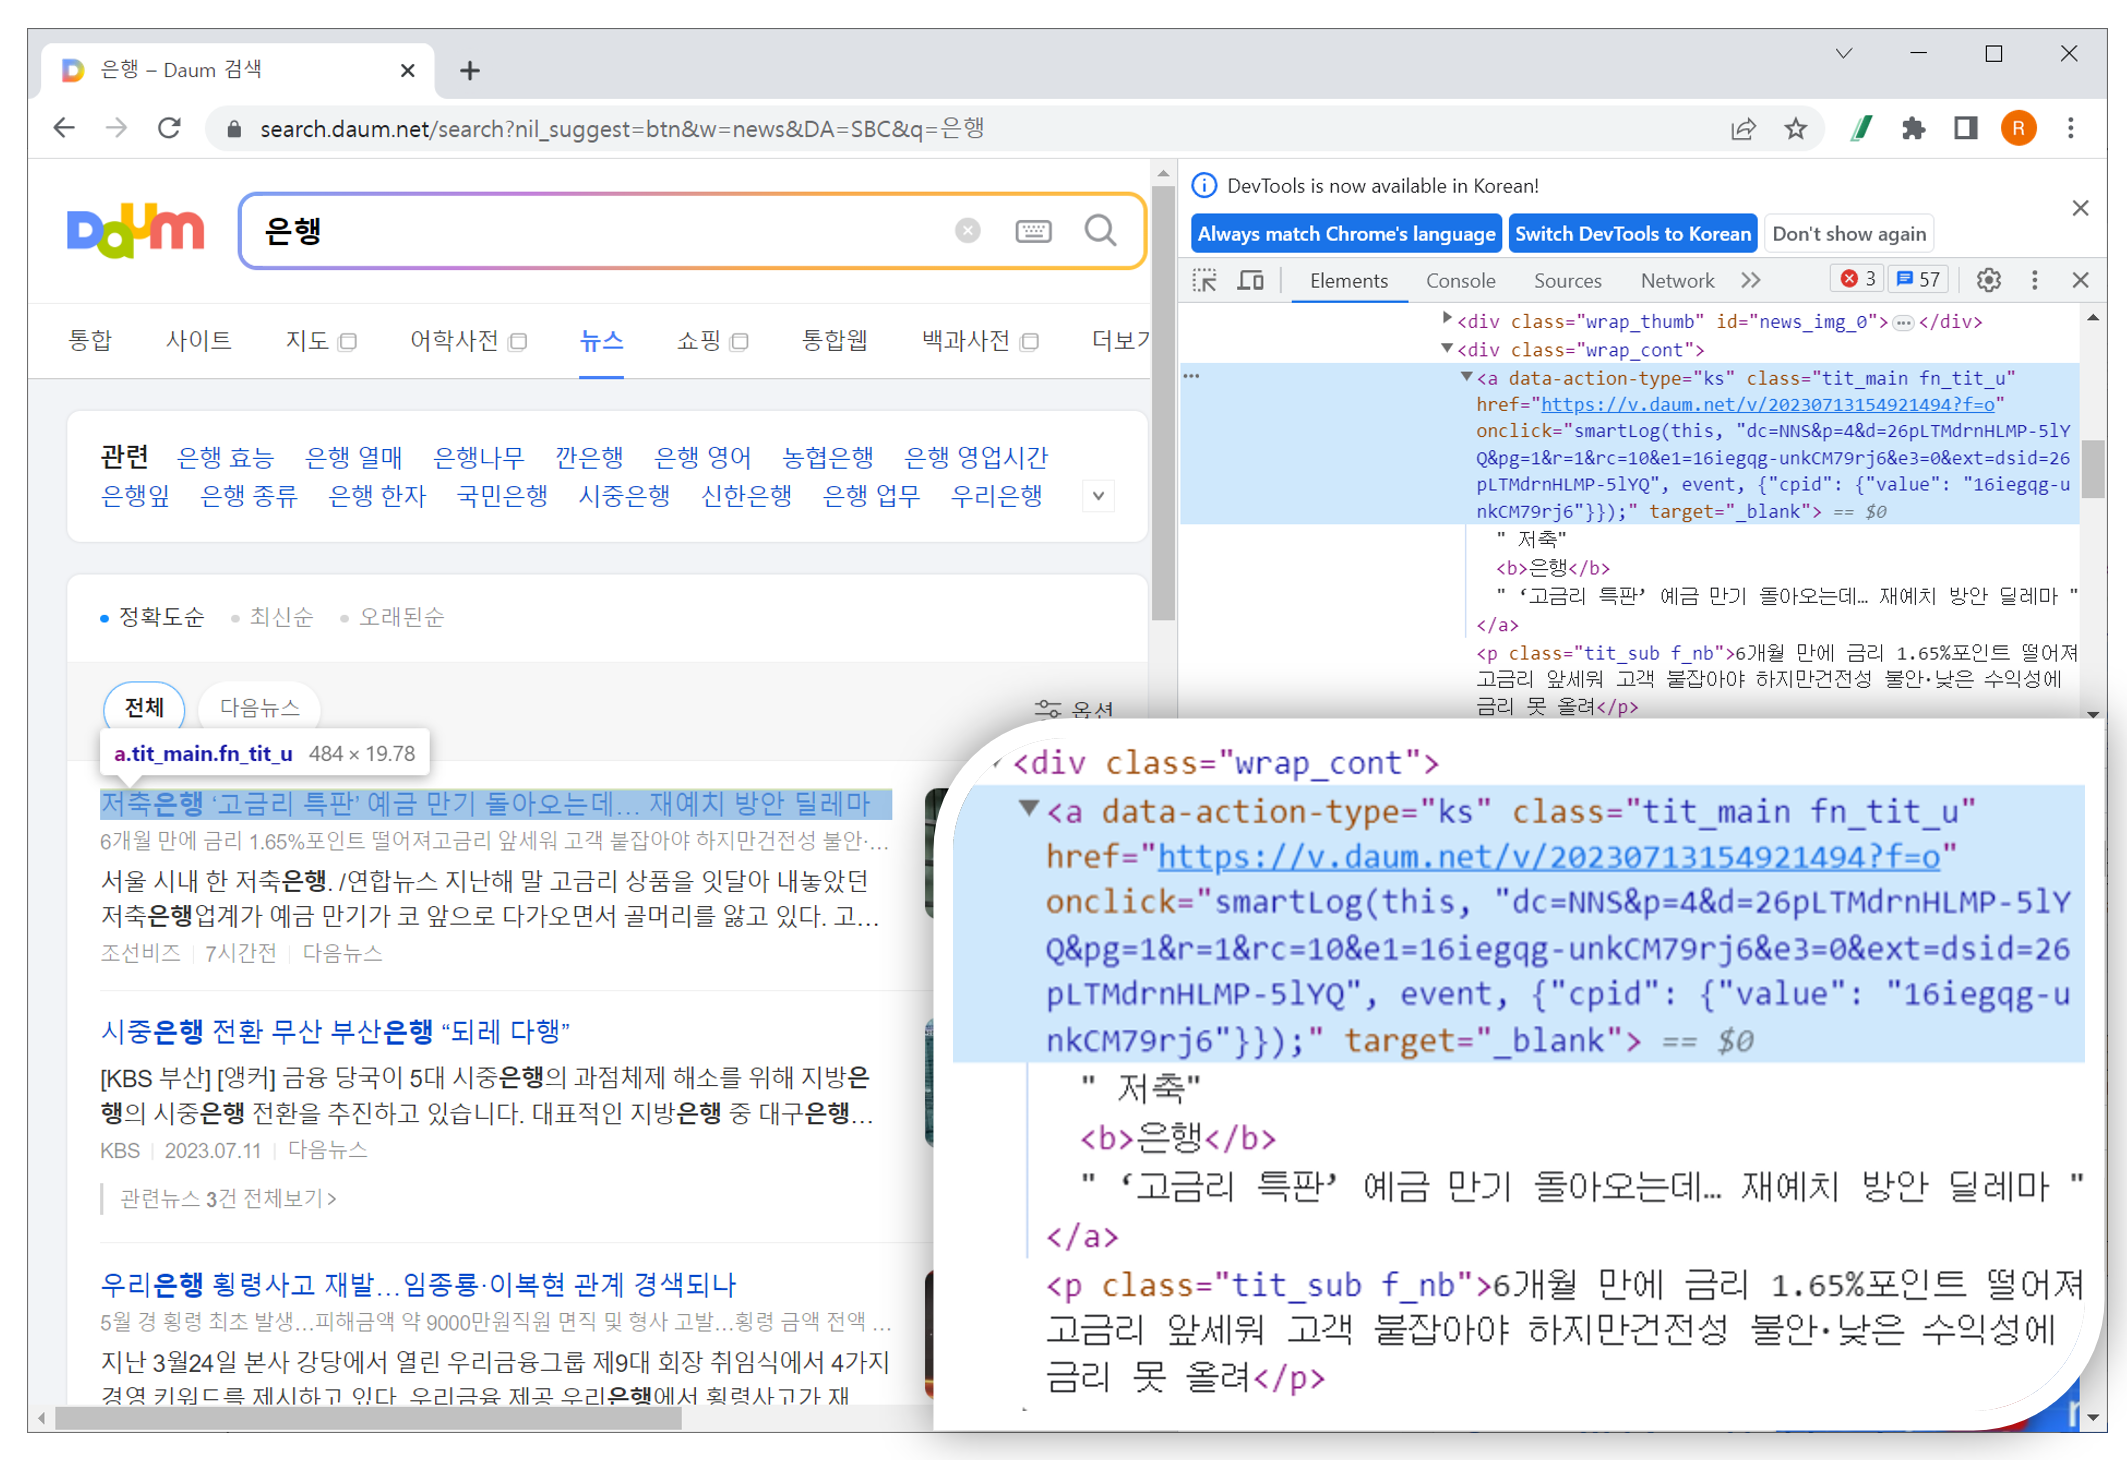 은행 – Daum 검색
search.daum.net/search?nil_suggest=btn&w=news&DA=SBC&q=은행
R
Daum
은행
통합 사이트 지도 어학사전 뉴스 쇼핑 통합웹 백과사전 더보기
관련 은행 효능 은행 열매 은행나무 깐은행 은행 영어 농협은행 은행 영업시간
은행잎 은행 종류 은행 한자 국민은행 시중은행 신한은행 은행 업무 우리은행
정확도순 최신순 오래된순
전체 다음뉴스 옵션
a.tit_main.fn_tit_u 484 × 19.78
저축은행 ‘고금리 특판’ 예금 만기 돌아오는데… 재예치 방안 딜레마
6개월 만에 금리 1.65%포인트 떨어져고금리 앞세워 고객 붙잡아야 하지만건전성 불안·…
서울 시내 한 저축은행. /연합뉴스 지난해 말 고금리 상품을 잇달아 내놓았던
저축은행업계가 예금 만기가 코 앞으로 다가오면서 골머리를 앓고 있다. 고…
조선비즈 7시간전 다음뉴스
시중은행 전환 무산 부산은행 “되레 다행”
[KBS 부산] [앵커] 금융 당국이 5대 시중은행의 과점체제 해소를 위해 지방은
행의 시중은행 전환을 추진하고 있습니다. 대표적인 지방은행 중 대구은행…
KBS 2023.07.11 다음뉴스
관련뉴스 3건 전체보기 >
우리은행 횡령사고 재발…임종룡·이복현 관계 경색되나
5월 경 횡령 최초 발생…피해금액 약 9000만원직원 면직 및 형사 고발…횡령 금액 전액 …
지난 3월24일 본사 강당에서 열린 우리금융그룹 제9대 회장 취임식에서 4가지
경영 키워드를 제시하고 있다. 우리금융 제공 우리은행에서 횡령사고가 재
DevTools is now available in Korean!
Always match Chrome's language Switch DevTools to Korean Don't show again
Elements Console Sources Network 3 57
<div class="wrap_thumb" id="news_img_0">…</div>
<div class="wrap_cont">
<a data-action-type="ks" class="tit_main fn_tit_u"
href="https://v.daum.net/v/20230713154921494?f=o"
onclick="smartLog(this, "dc=NNS&p=4&d=26pLTMdrnHLMP-5lY
Q&pg=1&r=1&rc=10&e1=16iegqg-unkCM79rj6&e3=0&ext=dsid=26
pLTMdrnHLMP-5lYQ", event, {"cpid": {"value": "16iegqg-u
nkCM79rj6"}});" target="_blank"> == $0
" 저축"
<b>은행</b>
" ‘고금리 특판’ 예금 만기 돌아오는데… 재예치 방안 딜레마 "
</a>
<p class="tit_sub f_nb">6개월 만에 금리 1.65%포인트 떨어져
고금리 앞세워 고객 붙잡아야 하지만건전성 불안·낮은 수익성에
금리 못 올려</p>
<div class="wrap_cont">
<a data-action-type="ks" class="tit_main fn_tit_u"
href="https://v.daum.net/v/20230713154921494?f=o"
onclick="smartLog(this, "dc=NNS&p=4&d=26pLTMdrnHLMP-5lY
Q&pg=1&r=1&rc=10&e1=16iegqg-unkCM79rj6&e3=0&ext=dsid=26
pLTMdrnHLMP-5lYQ", event, {"cpid": {"value": "16iegqg-u
nkCM79rj6"}});" target="_blank"> == $0
" 저축"
<b>은행</b>
" ‘고금리 특판’ 예금 만기 돌아오는데… 재예치 방안 딜레마 "
</a>
<p class="tit_sub f_nb">6개월 만에 금리 1.65%포인트 떨어져
고금리 앞세워 고객 붙잡아야 하지만건전성 불안·낮은 수익성에
금리 못 올려</p>